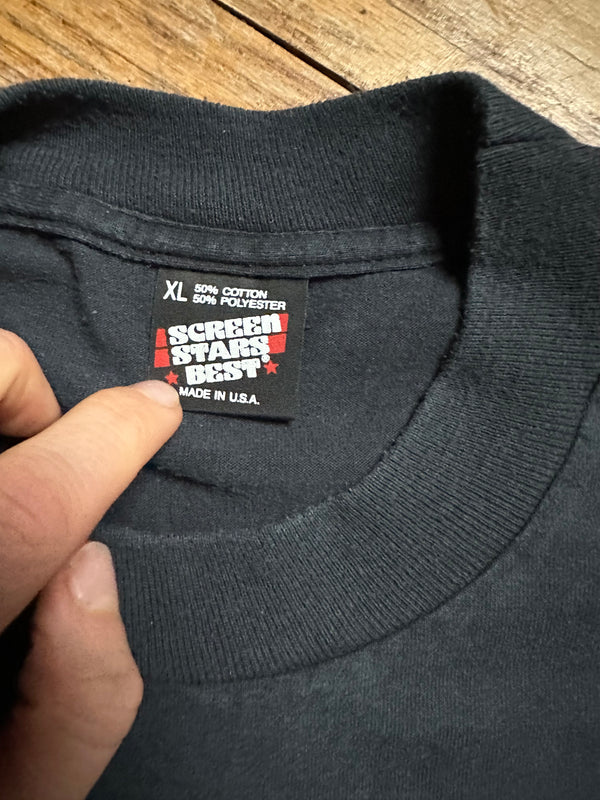 XL 50% COTTON
50% POLYESTER
SCREEN
STARS
BEST®
MADE IN U.S.A.